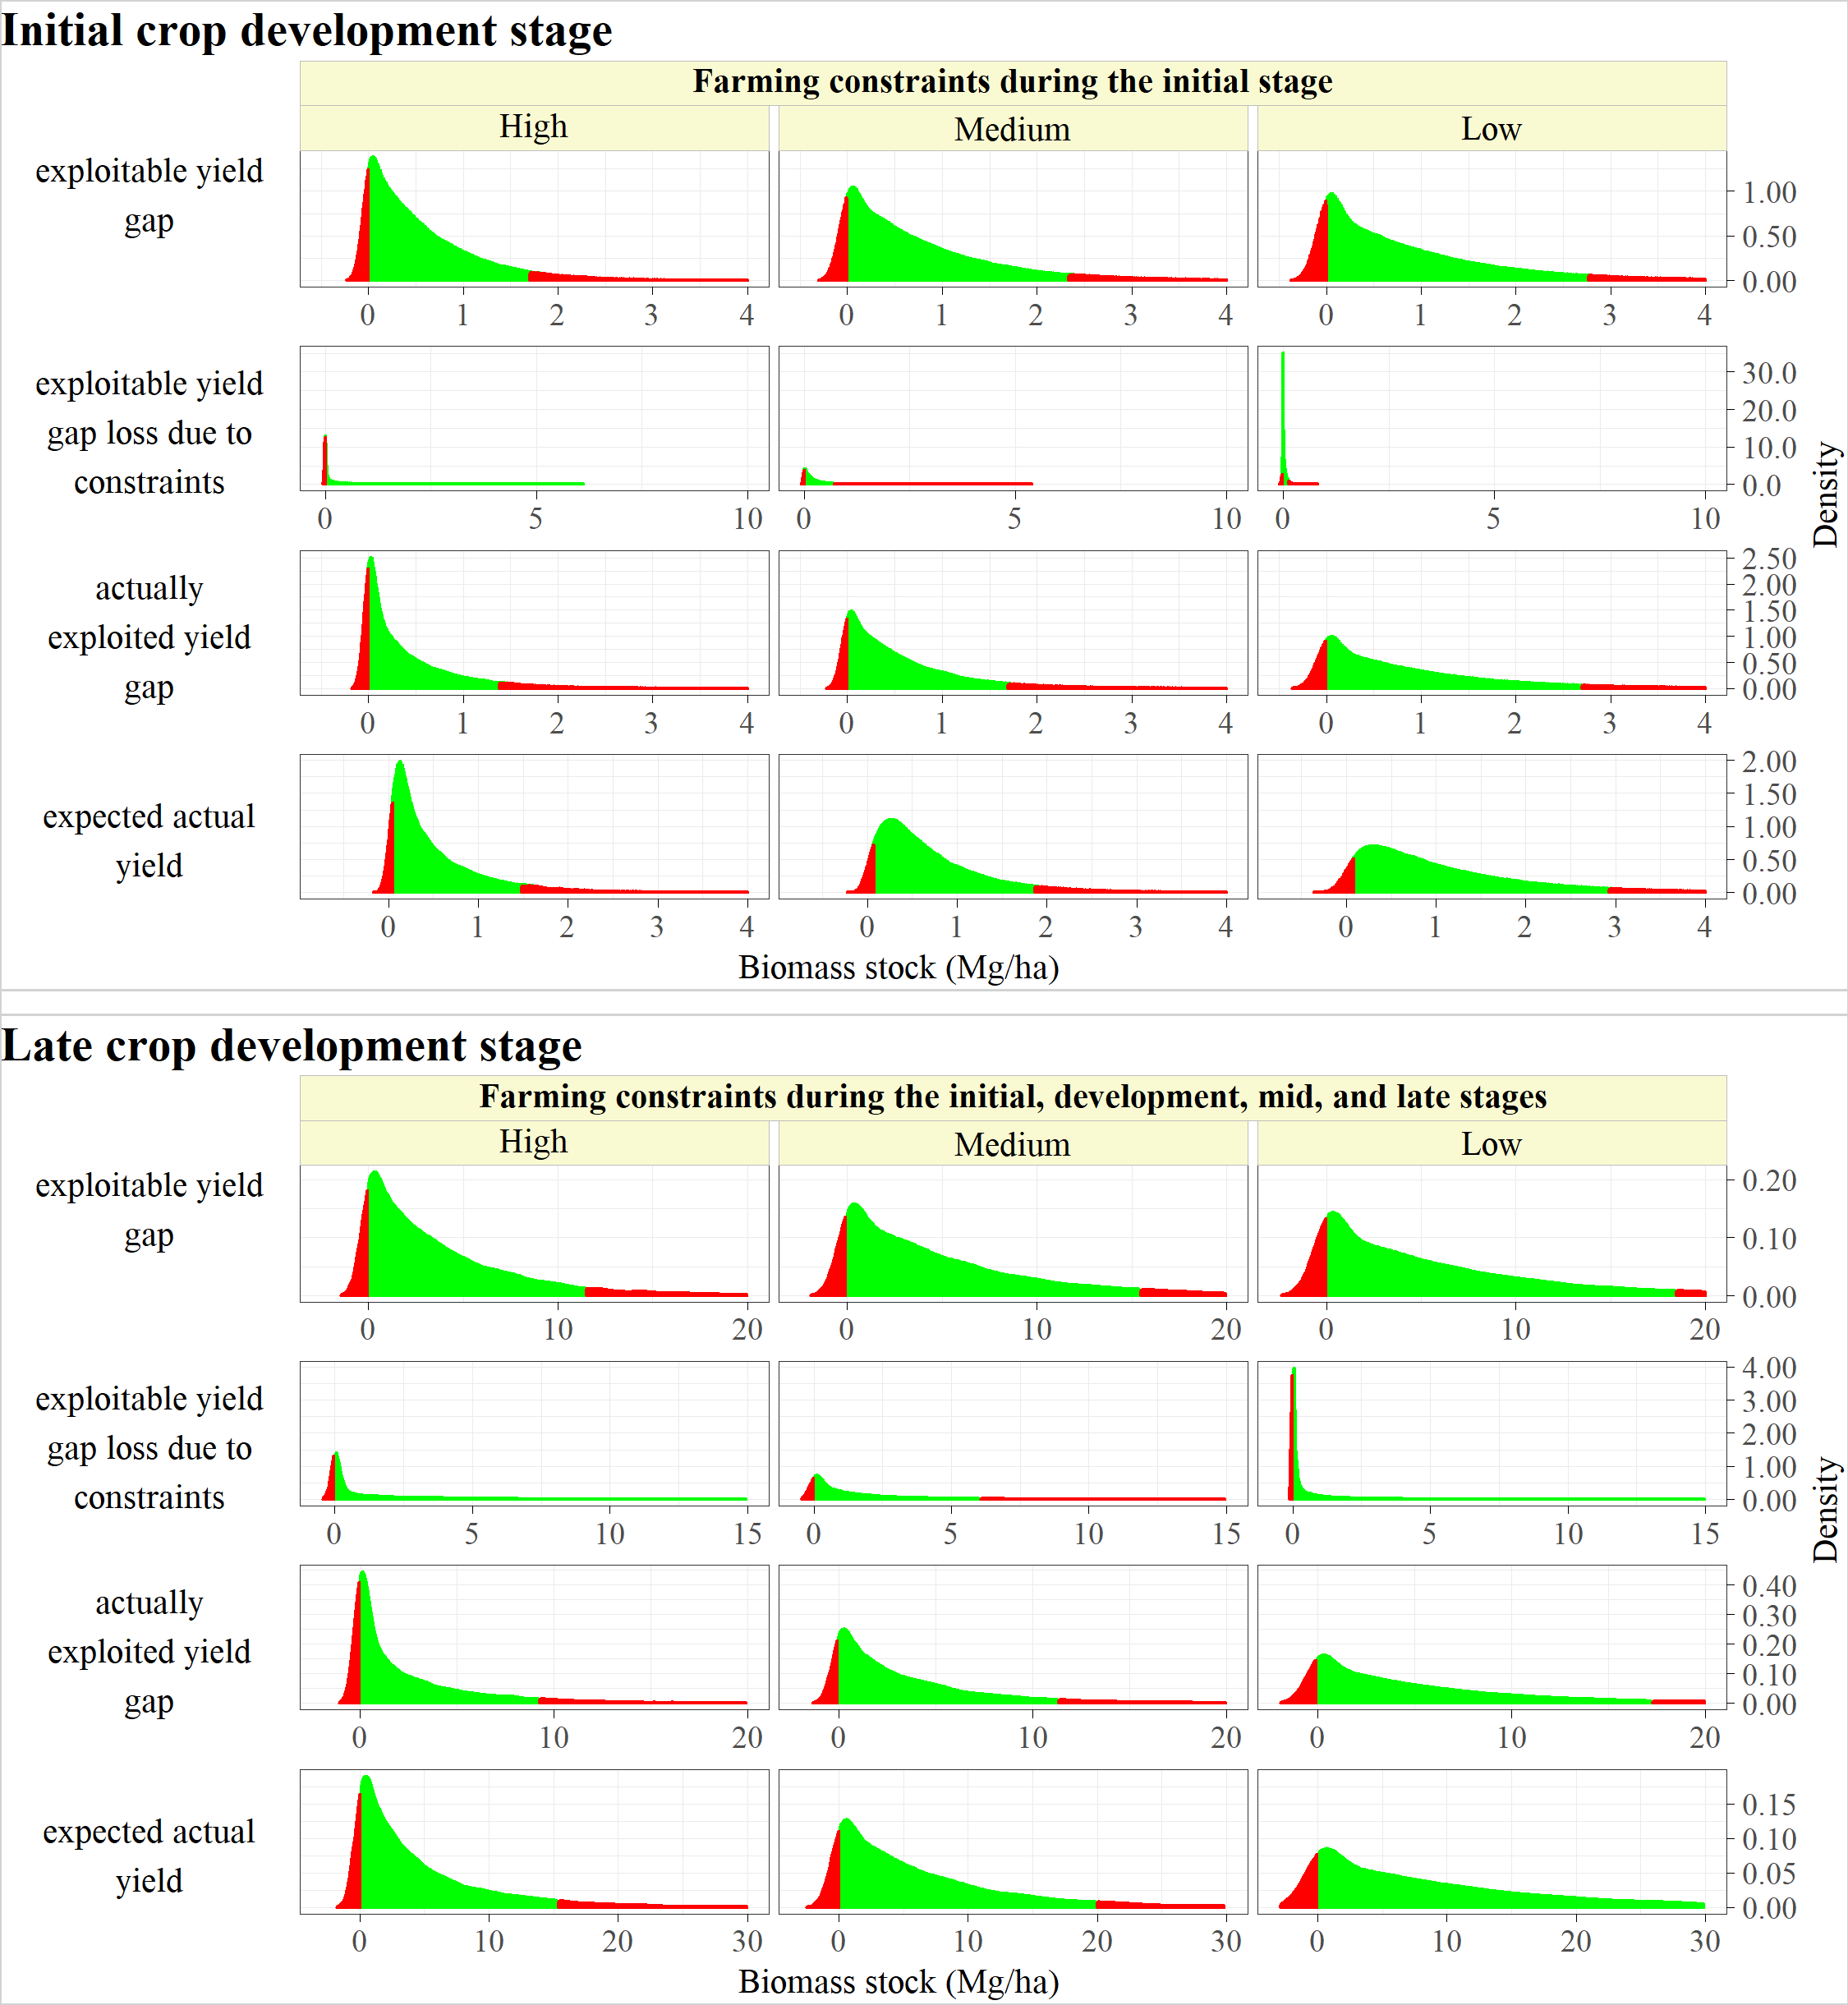 Initial crop development stage
Farming constraints during the initial stage
High Medium Low
exploitable yield
gap
1.00
0.50
0.00
0 1 2 3 4 0 1 2 3 4 0 1 2 3 4
exploitable yield
gap loss due to
constraints
30.0
20.0
10.0
0.0
0 5 10 0 5 10 0 5 10
Density
actually
exploited yield
gap
2.50
2.00
1.50
1.00
0.50
0.00
0 1 2 3 4 0 1 2 3 4 0 1 2 3 4
expected actual
yield
2.00
1.50
1.00
0.50
0.00
0 1 2 3 4 0 1 2 3 4 0 1 2 3 4
Biomass stock (Mg/ha)
Late crop development stage
Farming constraints during the initial, development, mid, and late stages
High Medium Low
exploitable yield
gap
0.20
0.10
0.00
0 10 20 0 10 20 0 10 20
exploitable yield
gap loss due to
constraints
4.00
3.00
2.00
1.00
0.00
0 5 10 15 0 5 10 15 0 5 10 15
Density
actually
exploited yield
gap
0.40
0.30
0.20
0.10
0.00
0 10 20 0 10 20 0 10 20
expected actual
yield
0.15
0.10
0.05
0.00
0 10 20 30 0 10 20 30 0 10 20 30
Biomass stock (Mg/ha)